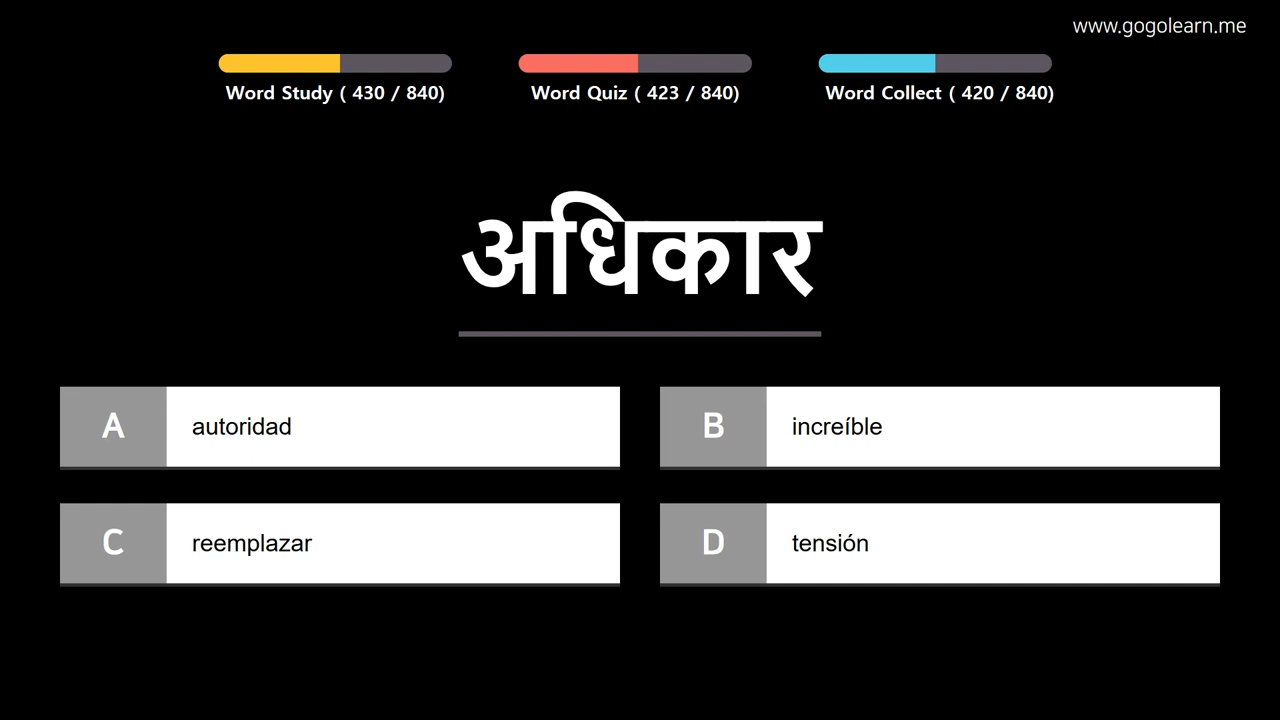 www.gogolearn.me
Word Study ( 430 / 840)
Word Quiz ( 423 / 840)
Word Collect ( 420 / 840)
अधिकार
A autoridad
B increíble
C reemplazar
D tensión